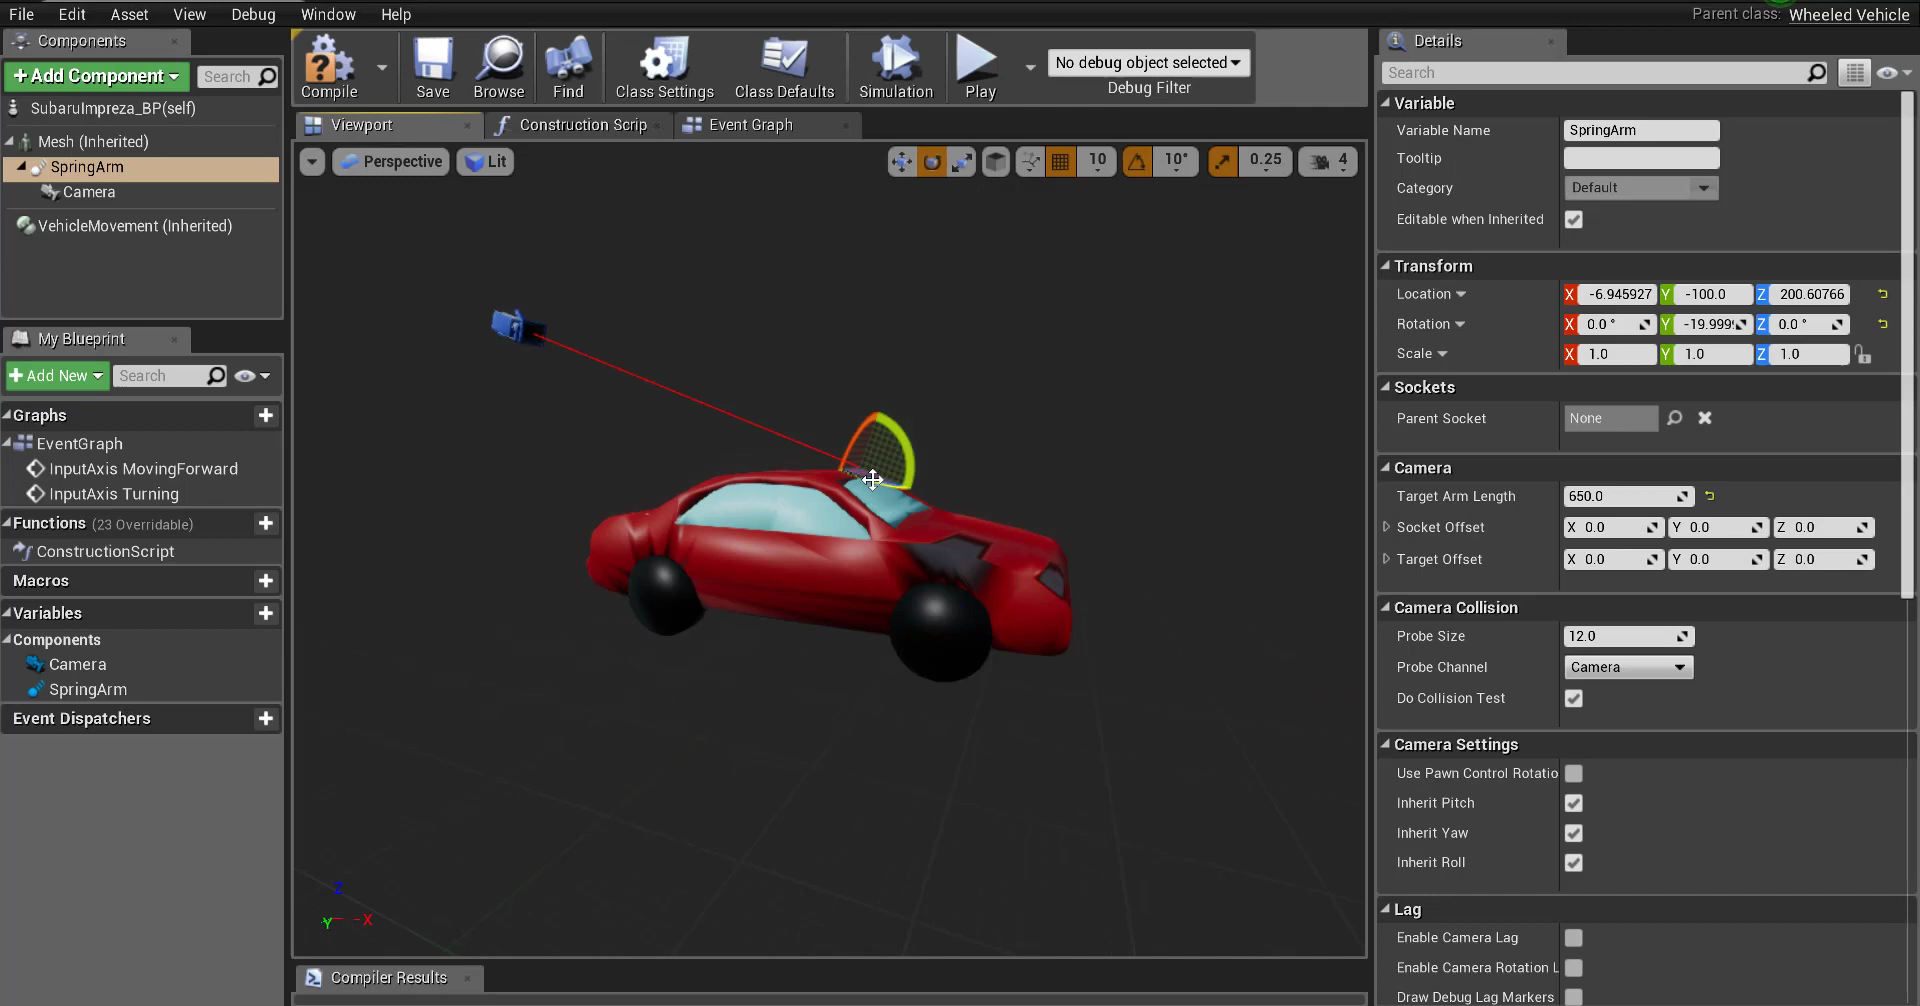 File Edit Asset View Debug Window Help
Parent class: Wheeled Vehicle
Components
+Add Component
Search
SubaruImpreza_BP(self)
Mesh (Inherited)
SpringArm
Camera
VehicleMovement (Inherited)
My Blueprint
+Add New
Search
Graphs
EventGraph
InputAxis MovingForward
InputAxis Turning
Functions (23 Overridable)
ConstructionScript
Macros
Variables
Components
Camera
SpringArm
Event Dispatchers
Compile
Save
Browse
Find
Class Settings
Class Defaults
Simulation
Play
No debug object selected
Debug Filter
Viewport
Construction Scrip
Event Graph
Perspective
Lit
10
10°
0.25
4
Z
Y
-X
Compiler Results
Details
Search
Variable
Variable Name SpringArm
Tooltip
Category Default
Editable when Inherited
Transform
Location X -6.945927 Y -100.0 Z 200.60766
Rotation X 0.0 ° Y -19.999 Z 0.0 °
Scale X 1.0 Y 1.0 Z 1.0
Sockets
Parent Socket None
Camera
Target Arm Length 650.0
Socket Offset X 0.0 Y 0.0 Z 0.0
Target Offset X 0.0 Y 0.0 Z 0.0
Camera Collision
Probe Size 12.0
Probe Channel Camera
Do Collision Test
Camera Settings
Use Pawn Control Rotatio
Inherit Pitch
Inherit Yaw
Inherit Roll
Lag
Enable Camera Lag
Enable Camera Rotation L
Draw Debug Lag Markers